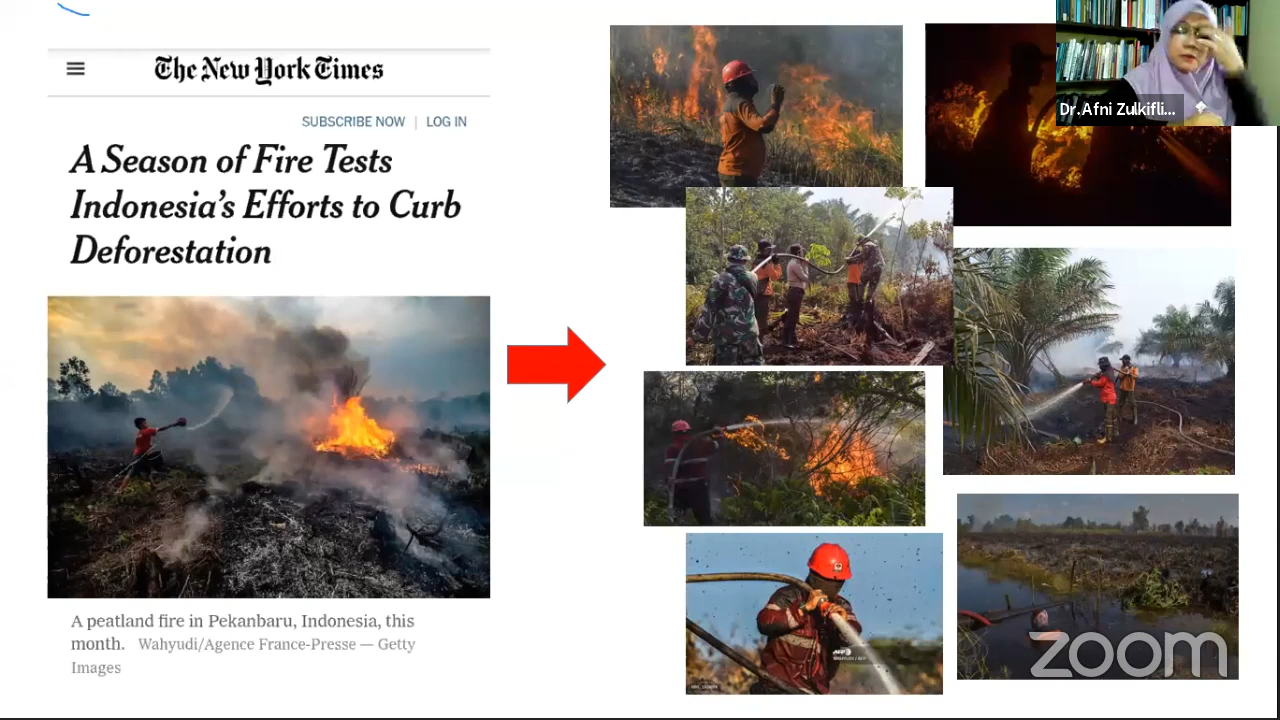 The New York Times
SUBSCRIBE NOW | LOG IN
A Season of Fire Tests
Indonesia's Efforts to Curb
Deforestation
A peatland fire in Pekanbaru, Indonesia, this
month. Wahyudi/Agence France-Presse — Getty
Images
Dr.Afni Zulkifli...
AFP
zoom